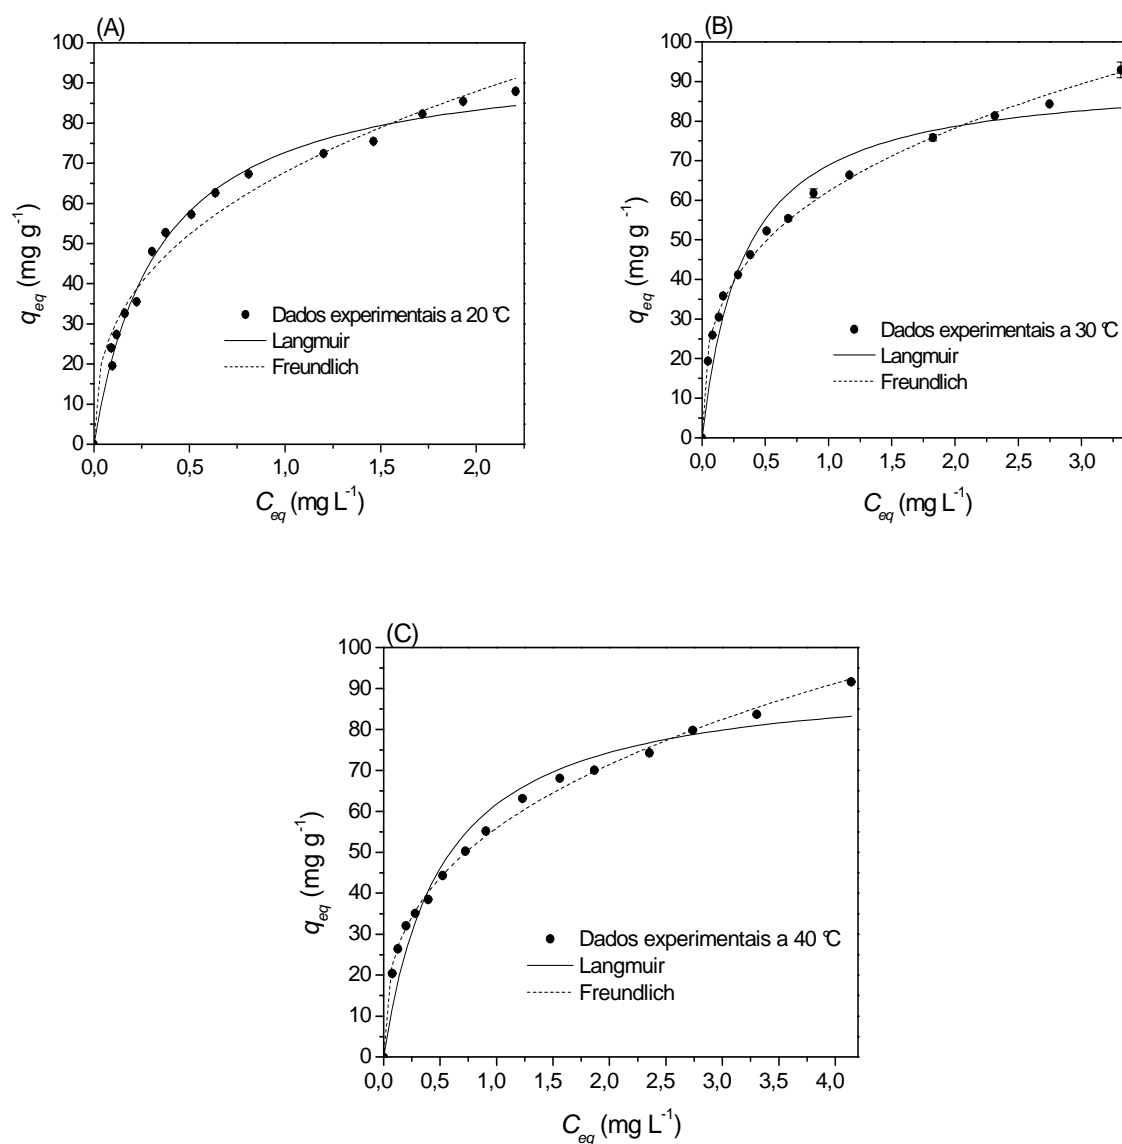 (A)
100
90
80
70
60
50
40
30
20
10
0
q_eq (mg g^-1)
Dados experimentais a 20 °C
Langmuir
Freundlich
0,0 0,5 1,0 1,5 2,0
C_eq (mg L^-1)
(B)
100
90
80
70
60
50
40
30
20
10
0
q_eq (mg g^-1)
Dados experimentais a 30 °C
Langmuir
Freundlich
0,0 0,5 1,0 1,5 2,0 2,5 3,0
C_eq (mg L^-1)
(C)
100
90
80
70
60
50
40
30
20
10
0
q_eq (mg g^-1)
Dados experimentais a 40 °C
Langmuir
Freundlich
0,0 0,5 1,0 1,5 2,0 2,5 3,0 3,5 4,0
C_eq (mg L^-1)